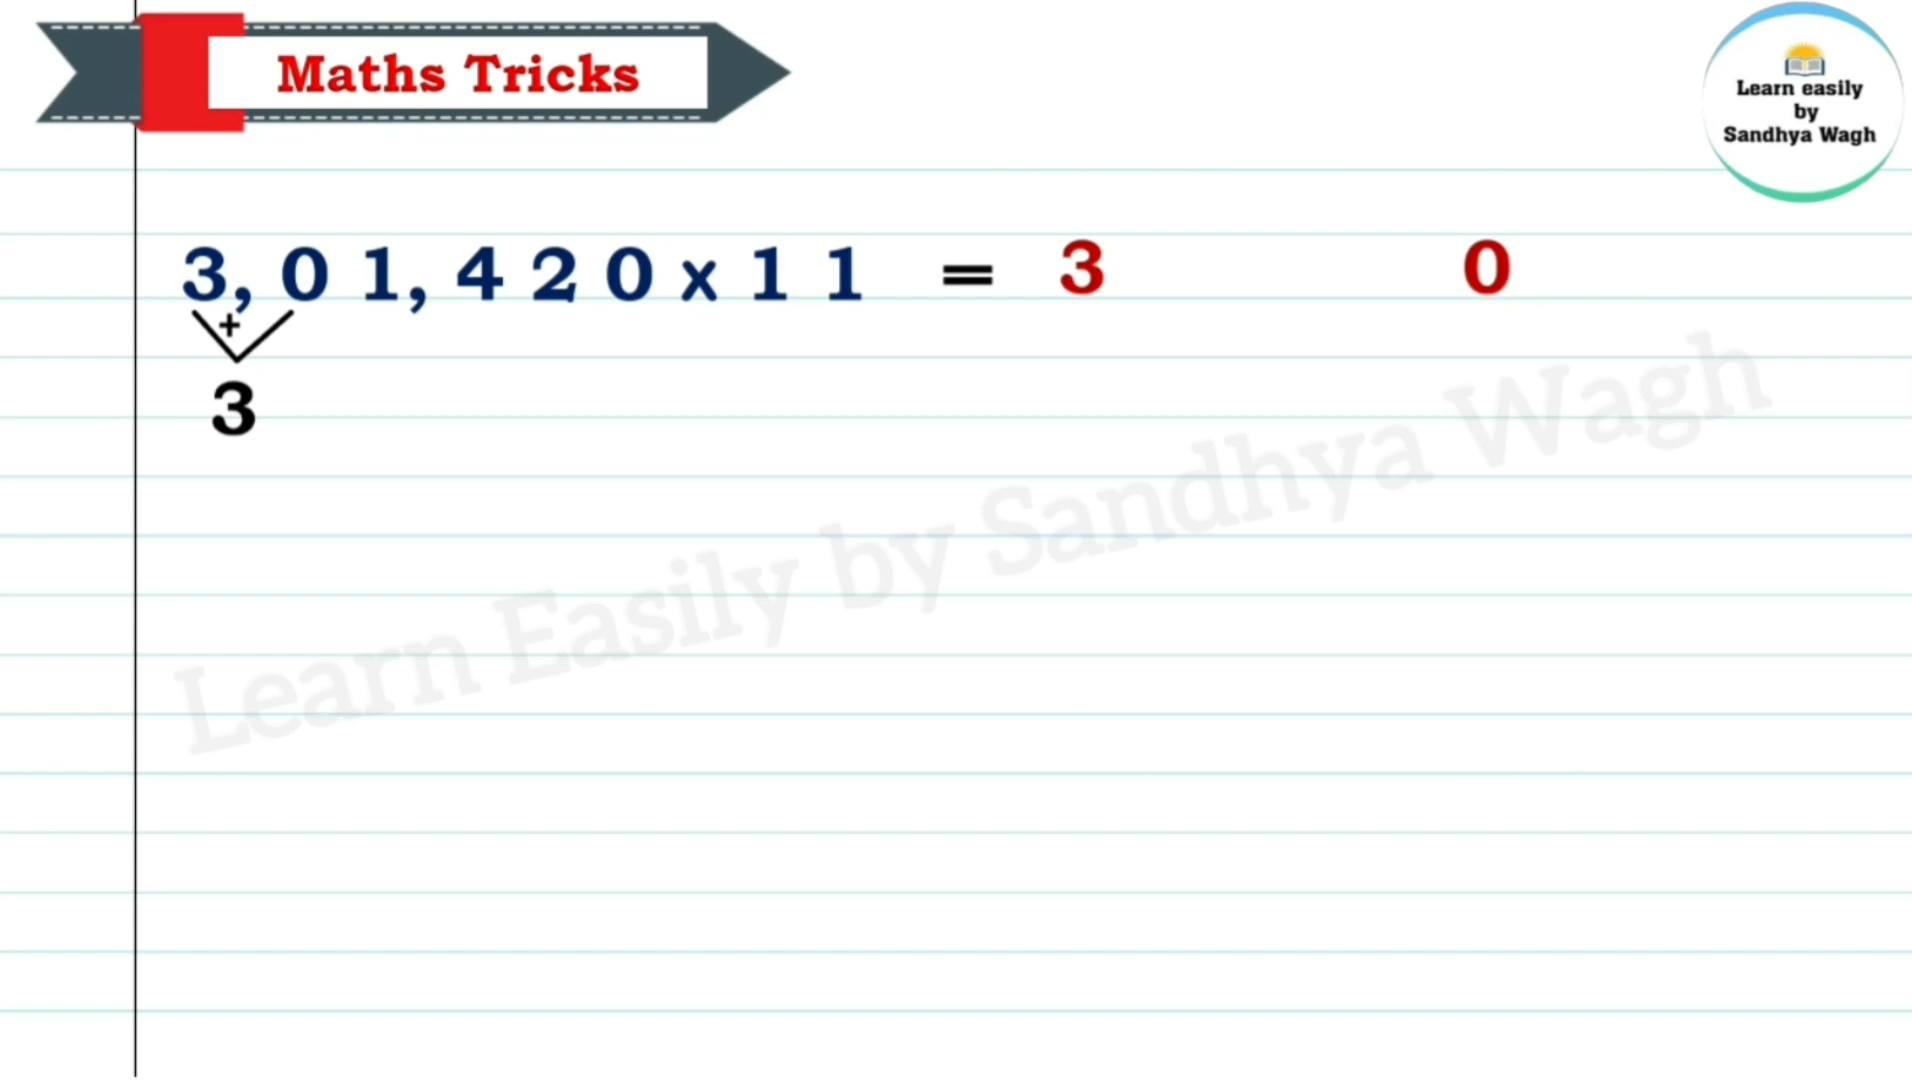 Maths Tricks
Learn easily
by
Sandhya Wagh
3, 0 1, 4 2 0 x 1 1 = 3 0
+
3
Learn Easily by Sandhya Wagh